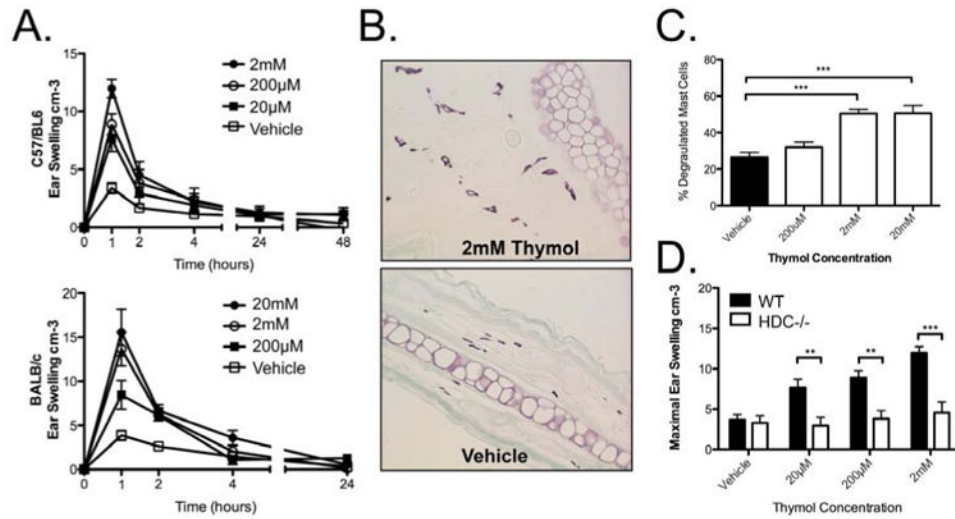 A.
C57/BL6
Ear Swelling cm-3
15
10
5
0
2mM
200µM
20µM
Vehicle
0 1 2 4 24 48
Time (hours)
BALB/c
Ear Swelling cm-3
20
15
10
5
0
20mM
2mM
200µM
Vehicle
0 1 2 4 24
Time (hours)
B.
2mM Thymol
Vehicle
C.
% Degraulated Mast Cells
80
60
40
20
0
***
***
Vehicle 200uM 2mM 20mM
Thymol Concentration
D.
Maximal Ear Swelling cm-3
20
15
10
5
0
WT
HDC-/-
** ** ***
Vehicle 20µM 200µM 2mM
Thymol Concentration